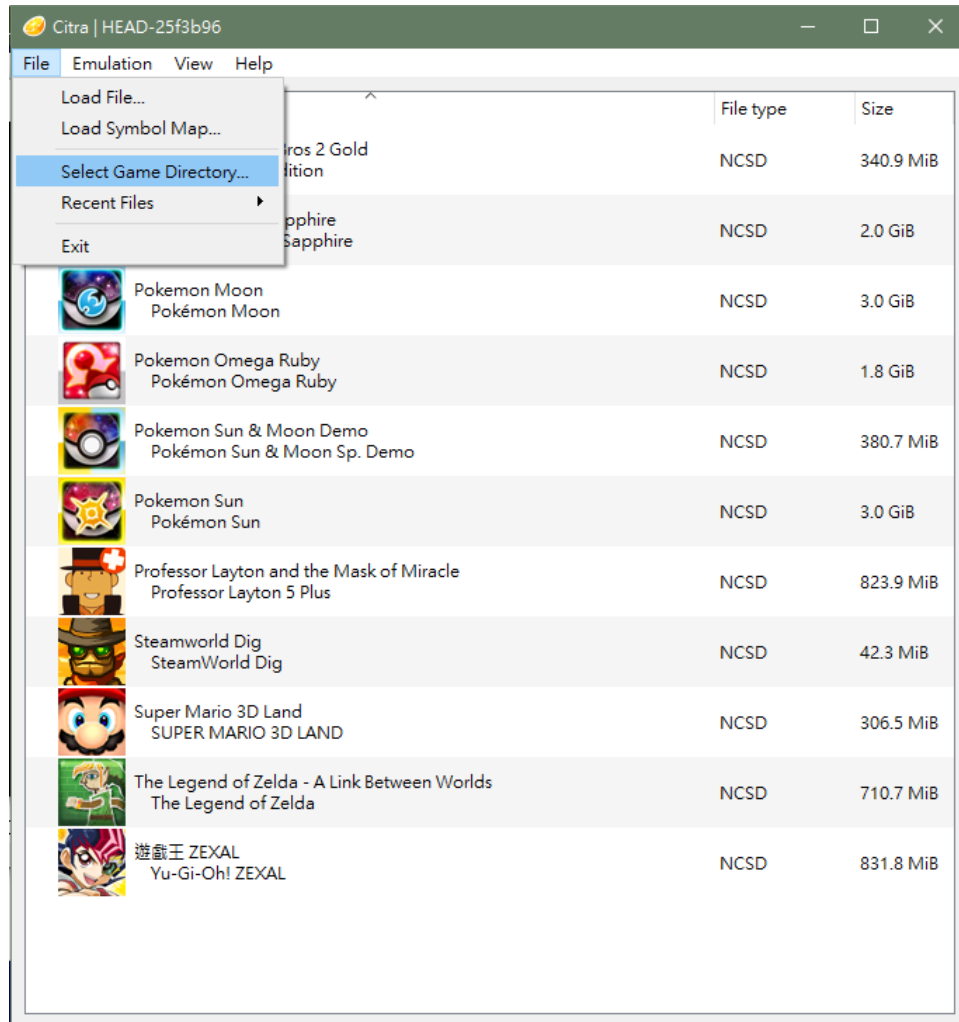 Citra | HEAD-25f3b96
File Emulation View Help
Load File...
Load Symbol Map...
Select Game Directory...
Recent Files
Exit
File type Size
Bros 2 Gold NCSD 340.9 MiB
dition
pphire NCSD 2.0 GiB
Sapphire
Pokemon Moon NCSD 3.0 GiB
Pokémon Moon
Pokemon Omega Ruby NCSD 1.8 GiB
Pokémon Omega Ruby
Pokemon Sun & Moon Demo NCSD 380.7 MiB
Pokémon Sun & Moon Sp. Demo
Pokemon Sun NCSD 3.0 GiB
Pokémon Sun
Professor Layton and the Mask of Miracle NCSD 823.9 MiB
Professor Layton 5 Plus
Steamworld Dig NCSD 42.3 MiB
SteamWorld Dig
Super Mario 3D Land NCSD 306.5 MiB
SUPER MARIO 3D LAND
The Legend of Zelda - A Link Between Worlds NCSD 710.7 MiB
The Legend of Zelda
遊戲王 ZEXAL NCSD 831.8 MiB
Yu-Gi-Oh! ZEXAL